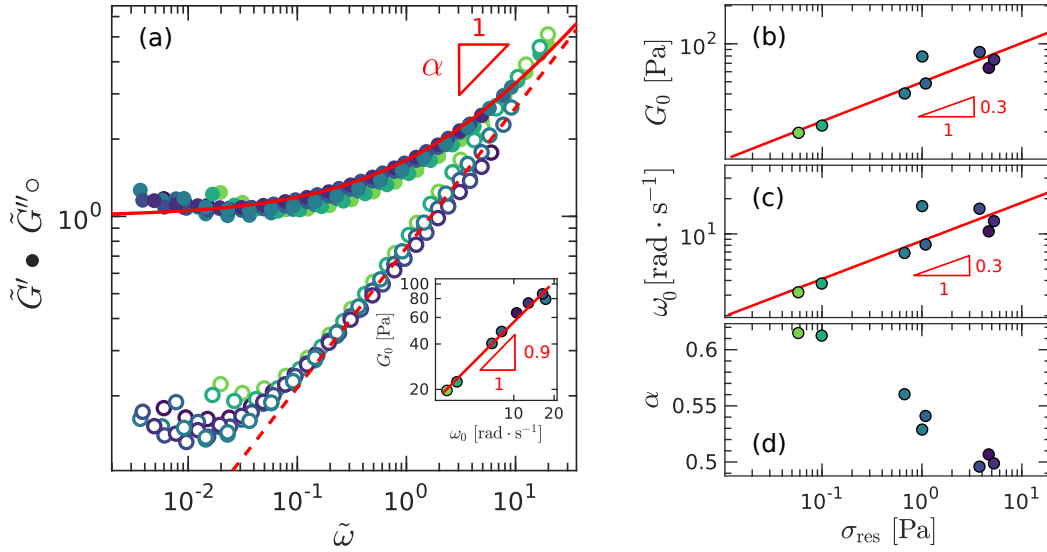 (a)
1
α
G̃′ ● G̃″ ○
10⁰
10⁻² 10⁻¹ 10⁰ 10¹
ω̃
100
80
40
20
G₀ [Pa]
0.9
1
10 20
ω₀ [rad · s⁻¹]
(b)
G₀ [Pa]
10²
0.3
1
(c)
ω₀ [rad · s⁻¹]
10¹
0.3
1
(d)
α
0.6
0.55
0.5
10⁻¹ 10⁰ 10¹
σres [Pa]